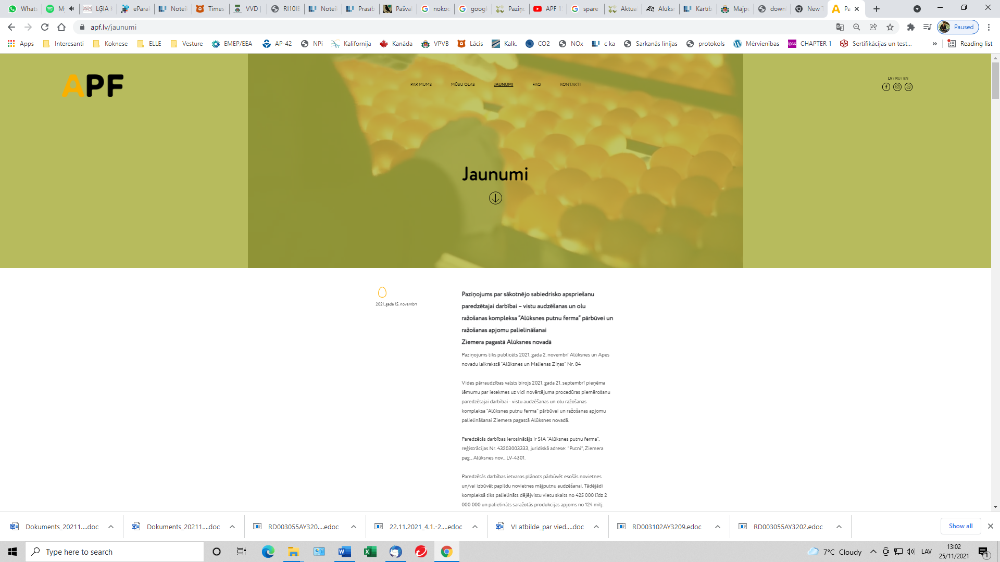 Whats
My
LĢIA
eParak
Noteik
Times
VVD |
RI10IE
Noteik
Prasīb
Pašval
nokoc
googl
Paziņo
APF 1
spare
Aktua
Alūksn
Kārtīb
Mājpu
down
New T
Pa
apf.lv/jaunumi
Paused
Apps
Interesanti
Koknese
ELLE
Vesture
EMEP/EEA
AP-42
NPi
Kalifornija
Kanāda
VPVB
Lācis
Kalk.
CO2
NOx
c ka
Sarkanās līnijas
protokols
Mērvienības
CHAPTER 1
Sertifikācijas un test...
»
Reading list
APF
PAR MUMS
MŪSU OLAS
JAUNUMI
FAQ
KONTAKTI
LV / RU / EN
Jaunumi
2021. gada 15. novembrī
Paziņojums par sākotnējo sabiedrisko apspriešanu
paredzētajai darbībai – vistu audzēšanas un olu
ražošanas kompleksa “Alūksnes putnu ferma” pārbūvei un
ražošanas apjomu palielināšanai
Ziemera pagastā Alūksnes novadā
Paziņojums tiks publicēts 2021. gada 2. novembrī Alūksnes un Apes
novadu laikrakstā “Alūksnes un Malienas Ziņas” Nr. 84
Vides pārraudzības valsts birojs 2021. gada 21. septembrī pieņēma
lēmumu par ietekmes uz vidi novērtējuma procedūras piemērošanu
paredzētajai darbībai - vistu audzēšanas un olu ražošanas
kompleksa “Alūksnes putnu ferma” pārbūvei un ražošanas apjomu
palielināšanai Ziemera pagastā Alūksnes novadā.
Paredzētās darbības ierosinātājs ir SIA “Alūksnes putnu ferma”,
reģistrācijas Nr. 43203003333, juridiskā adrese: “Putni”, Ziemera
pag., Alūksnes nov., LV-4301.
Paredzētās darbības ietvaros plānots pārbūvēt esošās novietnes
un/vai izbūvēt papildu novietnes mājputnu audzēšanai. Tādējādi
kompleksā tiks palielināts dējējvistu vietu skaits no 425 000 līdz 2
000 000 un palielināts saražotās produkcijas apjoms no 124 milj.
Dokuments_20211....doc
Dokuments_20211....doc
RD003055AY320....edoc
22.11.2021_4.1.-2....edoc
VI atbilde_par vied....doc
RD003102AY3209.edoc
RD003055AY3202.edoc
Show all
Type here to search
7°C Cloudy
LAV
13:02
25/11/2021
1